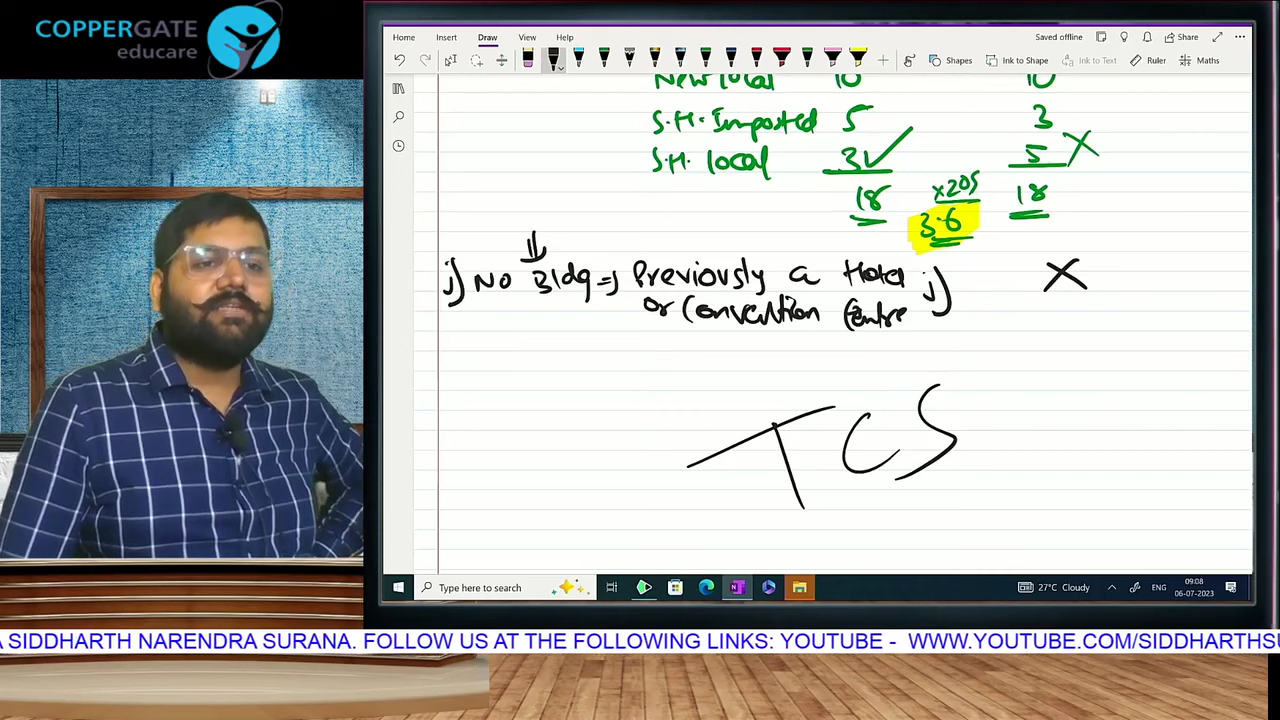 COPPERGATE
educare
Home Insert Draw View Help
Saved offline
Share
Shapes
Ink to Shape
Ink to Text
Ruler
Maths
New local 10 10
S.H. Imported 5 3
S.H. local 3 5
18 x20% 18
3.6
j) No Bldg => Previously a Hotel j)
or Convention Centre
TCS
Type here to search
27°C Cloudy
ENG
09:08
06-07-2023
A SIDDHARTH NARENDRA SURANA. FOLLOW US AT THE FOLLOWING LINKS: YOUTUBE - WWW.YOUTUBE.COM/SIDDHARTHSU